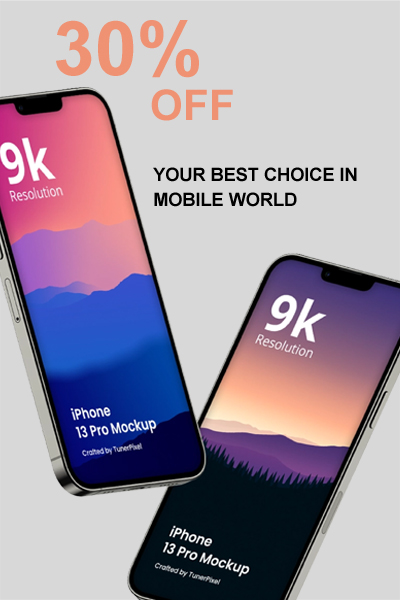 30%
OFF
9k
Resolution
YOUR BEST CHOICE IN
MOBILE WORLD
9k
Resolution
iPhone
13 Pro Mockup
Crafted by TunerPixel
iPhone
13 Pro Mockup
Crafted by TunerPixel